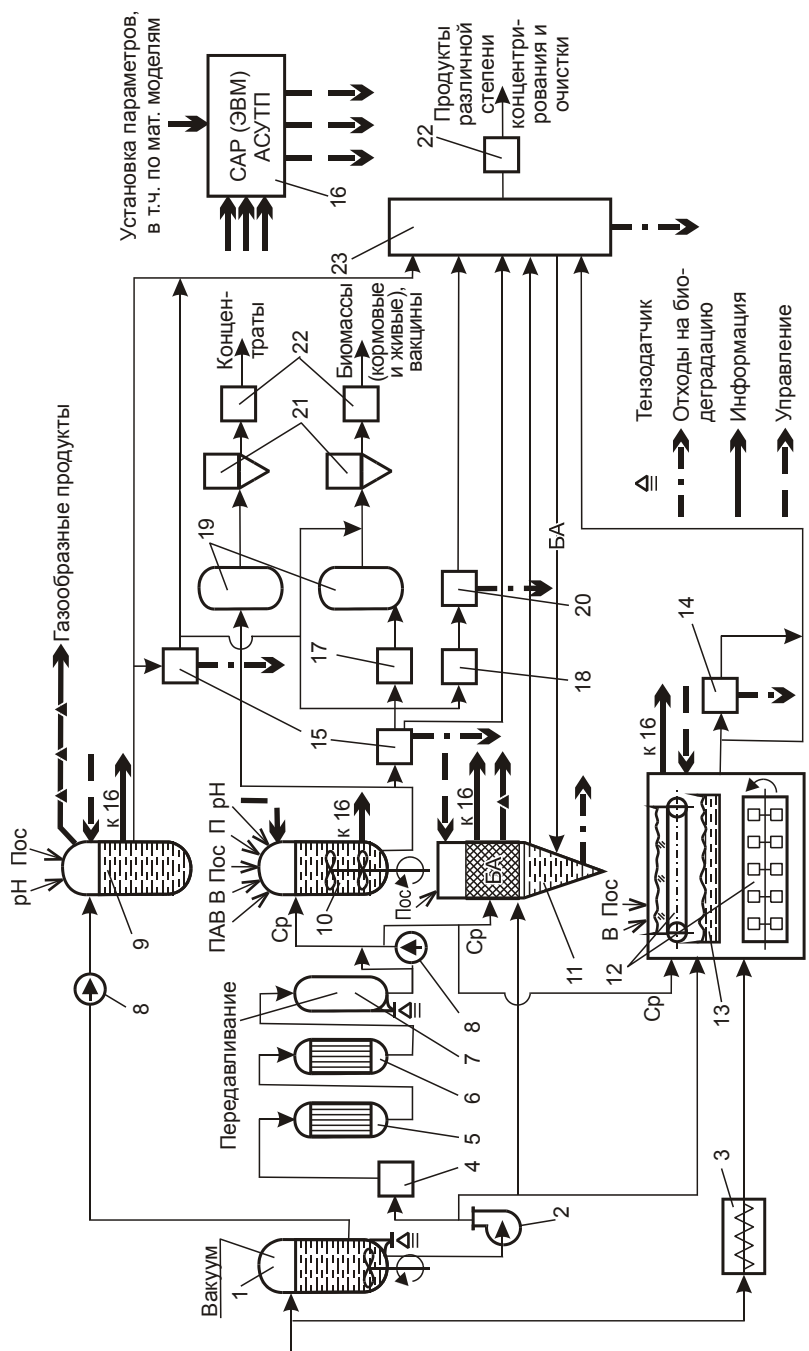 Вакуум
1
2
3
4
5
6
7
8
Передавливание
8
pH Пос
9
к 16
Газообразные продукты
ПАВ В Пос П pH
Ср
10
к 16
Пос
Ср
БА
11
к 16
В Пос
Ср
12
13
к 16
14
15
17
18
19
20
21
22
Концен-
траты
Биомассы
(кормовые
и живые),
вакцины
БА
23
22
Продукты
различной
степени
концентри-
рования и
очистки
Установка параметров,
в т.ч. по мат. моделям
САР (ЭВМ)
АСУТП
16
Тензодатчик
Отходы на био-
деградацию
Информация
Управление